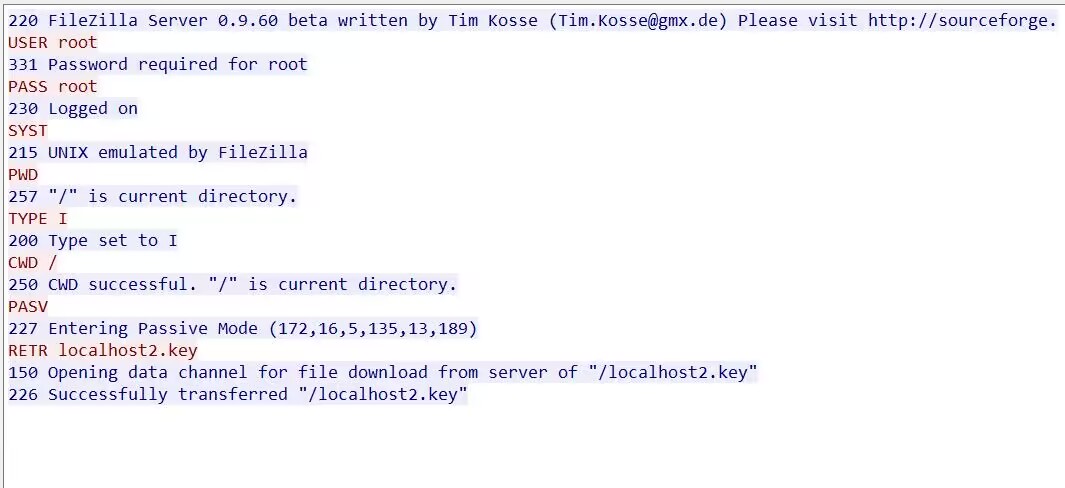 220 FileZilla Server 0.9.60 beta written by Tim Kosse (Tim.Kosse@gmx.de) Please visit http://sourceforge.
USER root
331 Password required for root
PASS root
230 Logged on
SYST
215 UNIX emulated by FileZilla
PWD
257 "/" is current directory.
TYPE I
200 Type set to I
CWD /
250 CWD successful. "/" is current directory.
PASV
227 Entering Passive Mode (172,16,5,135,13,189)
RETR localhost2.key
150 Opening data channel for file download from server of "/localhost2.key"
226 Successfully transferred "/localhost2.key"